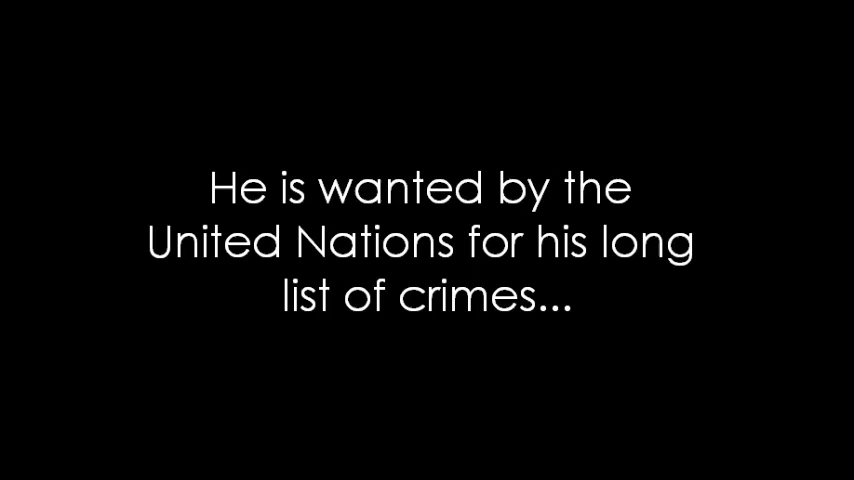 He is wanted by the
United Nations for his long
list of crimes...